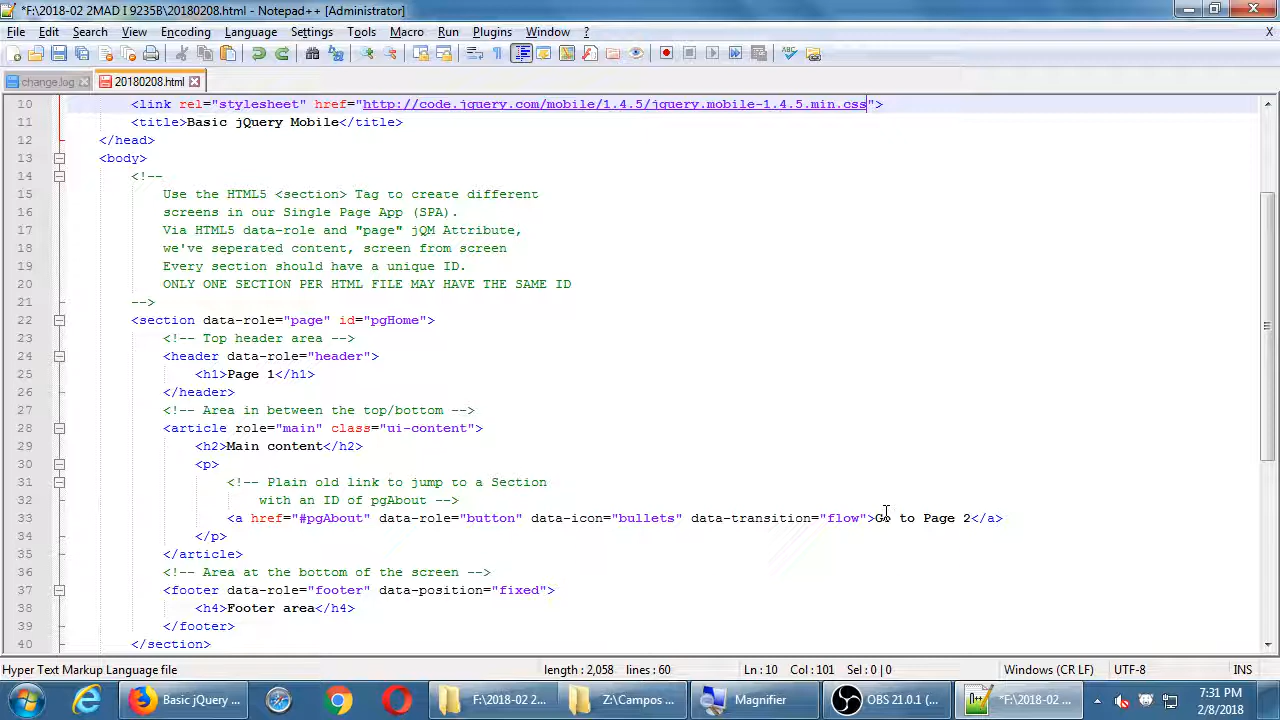 *F:\2018-02 2MAD I 9235B\20180208.html - Notepad++ [Administrator]
File Edit Search View Encoding Language Settings Tools Macro Run Plugins Window ? X
change.log 20180208.html
10 <link rel="stylesheet" href="http://code.jquery.com/mobile/1.4.5/jquery.mobile-1.4.5.min.css">
11 <title>Basic jQuery Mobile</title>
12 </head>
13 <body>
14 <!--
15 Use the HTML5 <section> Tag to create different
16 screens in our Single Page App (SPA).
17 Via HTML5 data-role and "page" jQM Attribute,
18 we've seperated content, screen from screen
19 Every section should have a unique ID.
20 ONLY ONE SECTION PER HTML FILE MAY HAVE THE SAME ID
21 -->
22 <section data-role="page" id="pgHome">
23 <!-- Top header area -->
24 <header data-role="header">
25 <h1>Page 1</h1>
26 </header>
27 <!-- Area in between the top/bottom -->
28 <article role="main" class="ui-content">
29 <h2>Main content</h2>
30 <p>
31 <!-- Plain old link to jump to a Section
32 with an ID of pgAbout -->
33 <a href="#pgAbout" data-role="button" data-icon="bullets" data-transition="flow">Go to Page 2</a>
34 </p>
35 </article>
36 <!-- Area at the bottom of the screen -->
37 <footer data-role="footer" data-position="fixed">
38 <h4>Footer area</h4>
39 </footer>
40 </section>
Hyper Text Markup Language file length : 2,058 lines : 60 Ln : 10 Col : 101 Sel : 0 | 0 Windows (CR LF) UTF-8 INS
Basic jQuery ... F:\2018-02 2... Z:\Campos ... Magnifier OBS 21.0.1 (... *F:\2018-02 ... 7:31 PM
2/8/2018